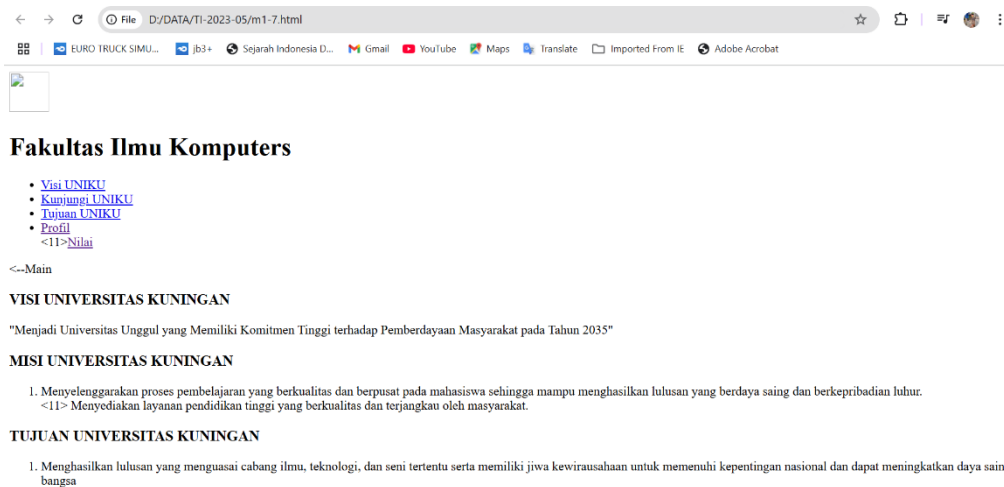 File D:/DATA/TI-2023-05/m1-7.html
EURO TRUCK SIMU... jb3+ Sejarah Indonesia D... Gmail YouTube Maps Translate Imported From IE Adobe Acrobat
Fakultas Ilmu Komputers
Visi UNIKU
Kunjungi UNIKU
Tujuan UNIKU
Profil
<11>Nilai
<--Main
VISI UNIVERSITAS KUNINGAN
"Menjadi Universitas Unggul yang Memiliki Komitmen Tinggi terhadap Pemberdayaan Masyarakat pada Tahun 2035"
MISI UNIVERSITAS KUNINGAN
1. Menyelenggarakan proses pembelajaran yang berkualitas dan berpusat pada mahasiswa sehingga mampu menghasilkan lulusan yang berdaya saing dan berkepribadian luhur.
<11> Menyediakan layanan pendidikan tinggi yang berkualitas dan terjangkau oleh masyarakat.
TUJUAN UNIVERSITAS KUNINGAN
1. Menghasilkan lulusan yang menguasai cabang ilmu, teknologi, dan seni tertentu serta memiliki jiwa kewirausahaan untuk memenuhi kepentingan nasional dan dapat meningkatkan daya sain
bangsa